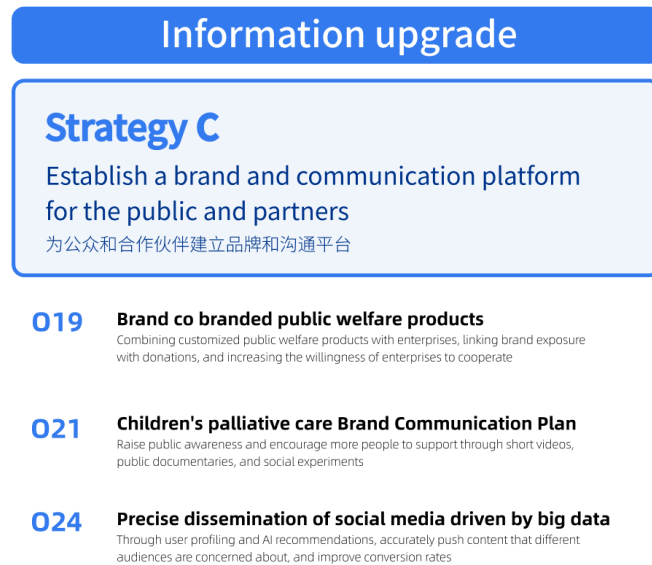 Information upgrade
Strategy C
Establish a brand and communication platform
for the public and partners
为公众和合作伙伴建立品牌和沟通平台
O19
Brand co branded public welfare products
Combining customized public welfare products with enterprises, linking brand exposure
with donations, and increasing the willingness of enterprises to cooperate
O21
Children's palliative care Brand Communication Plan
Raise public awareness and encourage more people to support through short videos,
public documentaries, and social experiments
O24
Precise dissemination of social media driven by big data
Through user profiling and AI recommendations, accurately push content that different
audiences are concerned about, and improve conversion rates